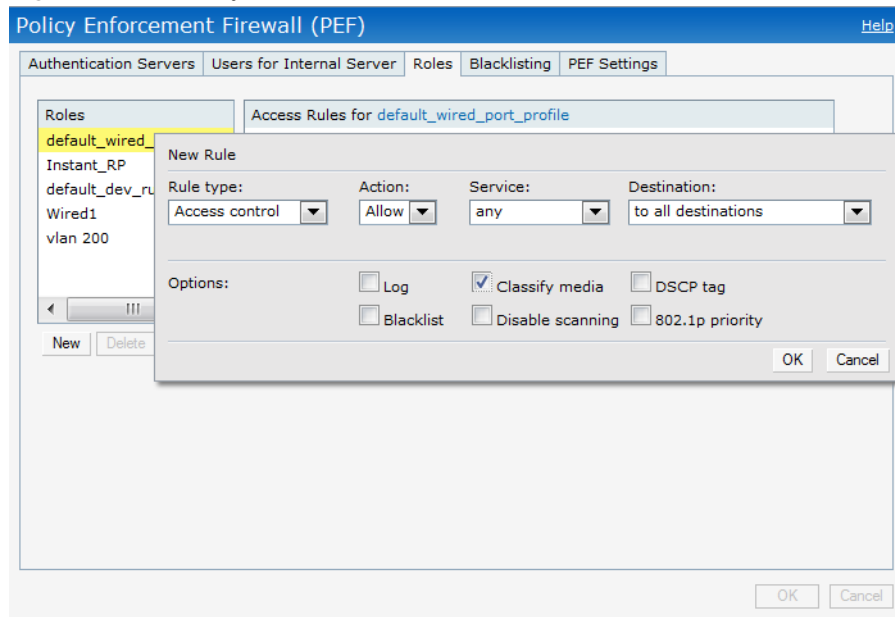 Policy Enforcement Firewall (PEF) Help
Authentication Servers Users for Internal Server Roles Blacklisting PEF Settings
Roles Access Rules for default_wired_port_profile
default_wired_
Instant_RP
default_dev_ru
Wired1
vlan 200
New Rule
Rule type: Action: Service: Destination:
Access control Allow any to all destinations
Options: Log Classify media DSCP tag
Blacklist Disable scanning 802.1p priority
OK Cancel
New Delete
OK Cancel